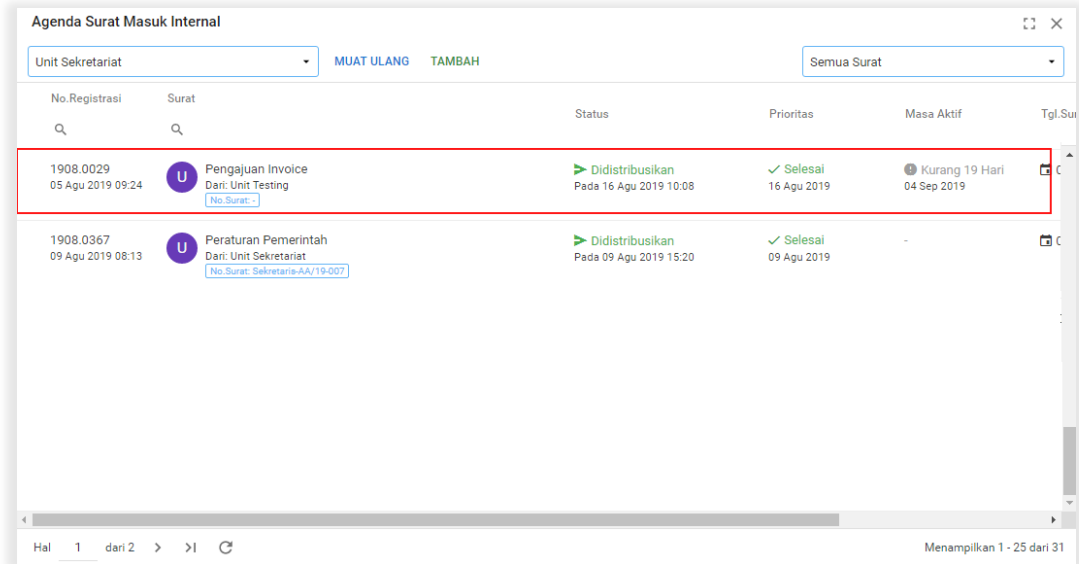 Agenda Surat Masuk Internal
Unit Sekretariat MUAT ULANG TAMBAH Semua Surat
No.Registrasi Surat Status Prioritas Masa Aktif
1908.0029 U Pengajuan Invoice Didistribusikan Selesai Kurang 19 Hari
05 Agu 2019 09:24 Dari: Unit Testing Pada 16 Agu 2019 10:08 16 Agu 2019 04 Sep 2019
No.Surat: -
1908.0367 U Peraturan Pemerintah Didistribusikan Selesai -
09 Agu 2019 08:13 Dari: Unit Sekretariat Pada 09 Agu 2019 15:20 09 Agu 2019
No.Surat: Sekretaris-AA/19-007
Hal 1 dari 2 Menampilkan 1 - 25 dari 31